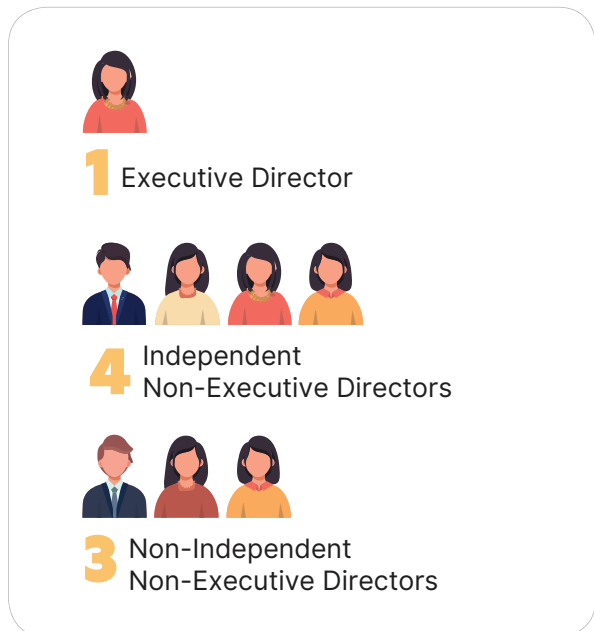 1 Executive Director
4 Independent
Non-Executive Directors
3 Non-Independent
Non-Executive Directors